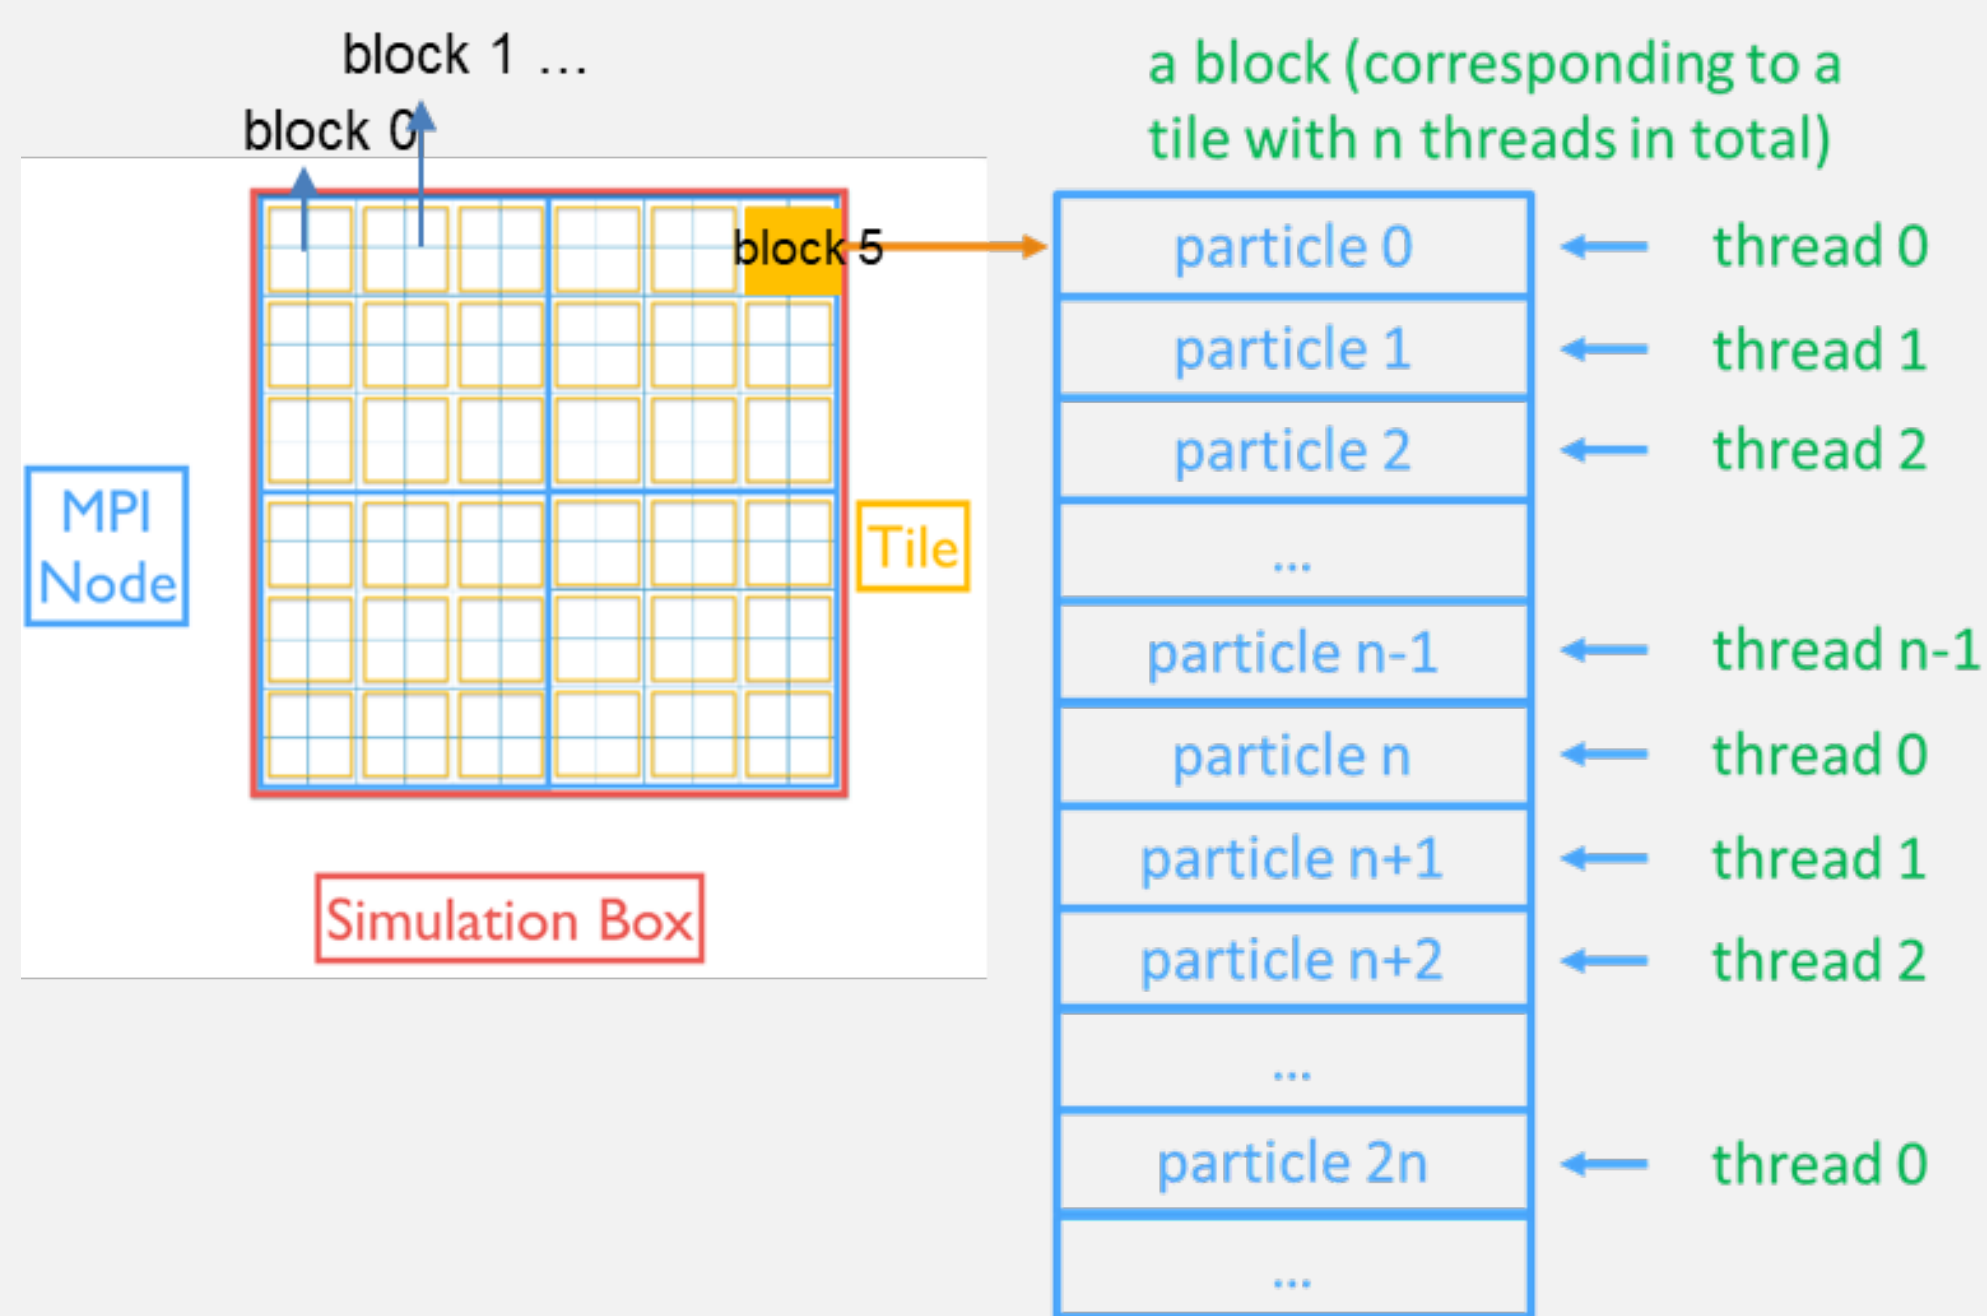 block 1 ...
block 0
a block (corresponding to a
tile with n threads in total)
block 5
MPI
Node
Tile
Simulation Box
particle 0
thread 0
particle 1
thread 1
particle 2
thread 2
...
particle n-1
thread n-1
particle n
thread 0
particle n+1
thread 1
particle n+2
thread 2
...
particle 2n
thread 0
...